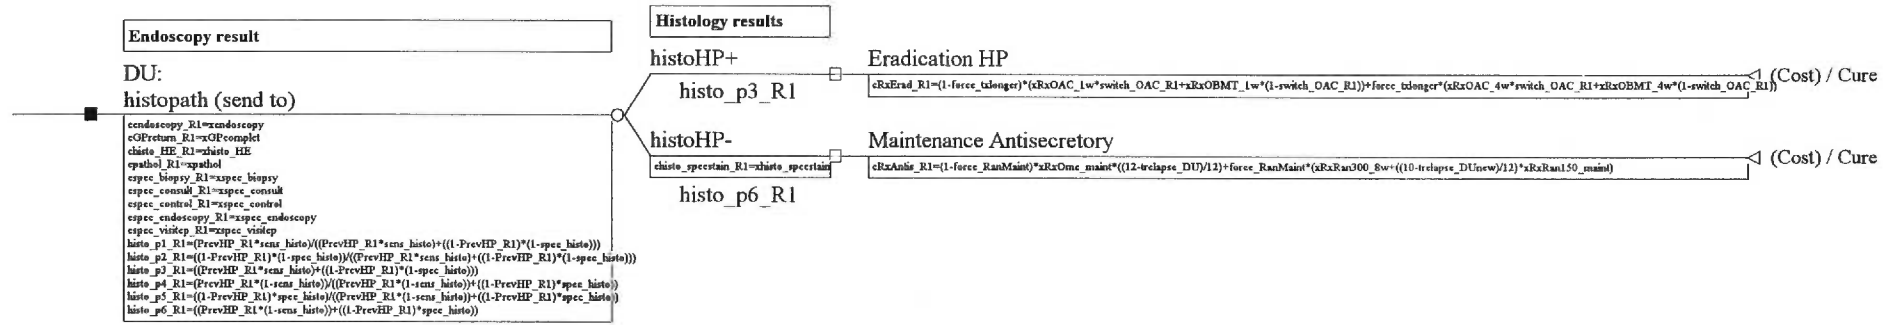 Endoscopy result
Histology results
DU:
histopath (send to)
cendoscopy_R1=xendoscopy
cGPreturn_R1=xGPcomplet
chisto_HE_R1=xhisto_HE
cpathol_R1=xpathol
cspec_biopsy_R1=xspec_biopsy
cspec_consult_R1=xspec_consult
cspec_control_R1=xspec_control
cspec_endoscopy_R1=xspec_endoscopy
cspec_visitcp_R1=xspec_visitcp
histo_p1_R1=(PrevHP_R1*sens_histo)/((PrevHP_R1*sens_histo)+((1-PrevHP_R1)*(1-spec_histo)))
histo_p2_R1=((1-PrevHP_R1)*(1-spec_histo))/((PrevHP_R1*sens_histo)+((1-PrevHP_R1)*(1-spec_histo)))
histo_p3_R1=((PrevHP_R1*sens_histo)+((1-PrevHP_R1)*(1-spec_histo)))
histo_p4_R1=(PrevHP_R1*(1-sens_histo))/((PrevHP_R1*(1-sens_histo))+((1-PrevHP_R1)*spec_histo))
histo_p5_R1=((1-PrevHP_R1)*spec_histo)/((PrevHP_R1*(1-sens_histo))+((1-PrevHP_R1)*spec_histo))
histo_p6_R1=((PrevHP_R1*(1-sens_histo))+((1-PrevHP_R1)*spec_histo))
histoHP+
histo_p3_R1
Eradication HP
cRxErad_R1=(1-force_txlonger)*(xRxOAC_1w*switch_OAC_R1+xRxOBMT_1w*(1-switch_OAC_R1))+force_txlonger*(xRxOAC_4w*switch_OAC_R1+xRxOBMT_4w*(1-switch_OAC_R1))
(Cost) / Cure
histoHP-
chisto_specstain_R1=xhisto_specstain
histo_p6_R1
Maintenance Antisecretory
cRxAntis_R1=(1-force_RanMaint)*xRxOme_maint*((12-trelapse_DU)/12)+force_RanMaint*(xRxRan300_8w+((10-trelapse_DUnew)/12)*xRxRan150_maint)
(Cost) / Cure